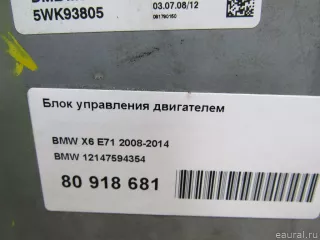 5WK93805
03.07.08/12
081790150
Блок управления двигателем
BMW X6 E71 2008-2014
BMW 12147594354
80 918 681
eaural.ru